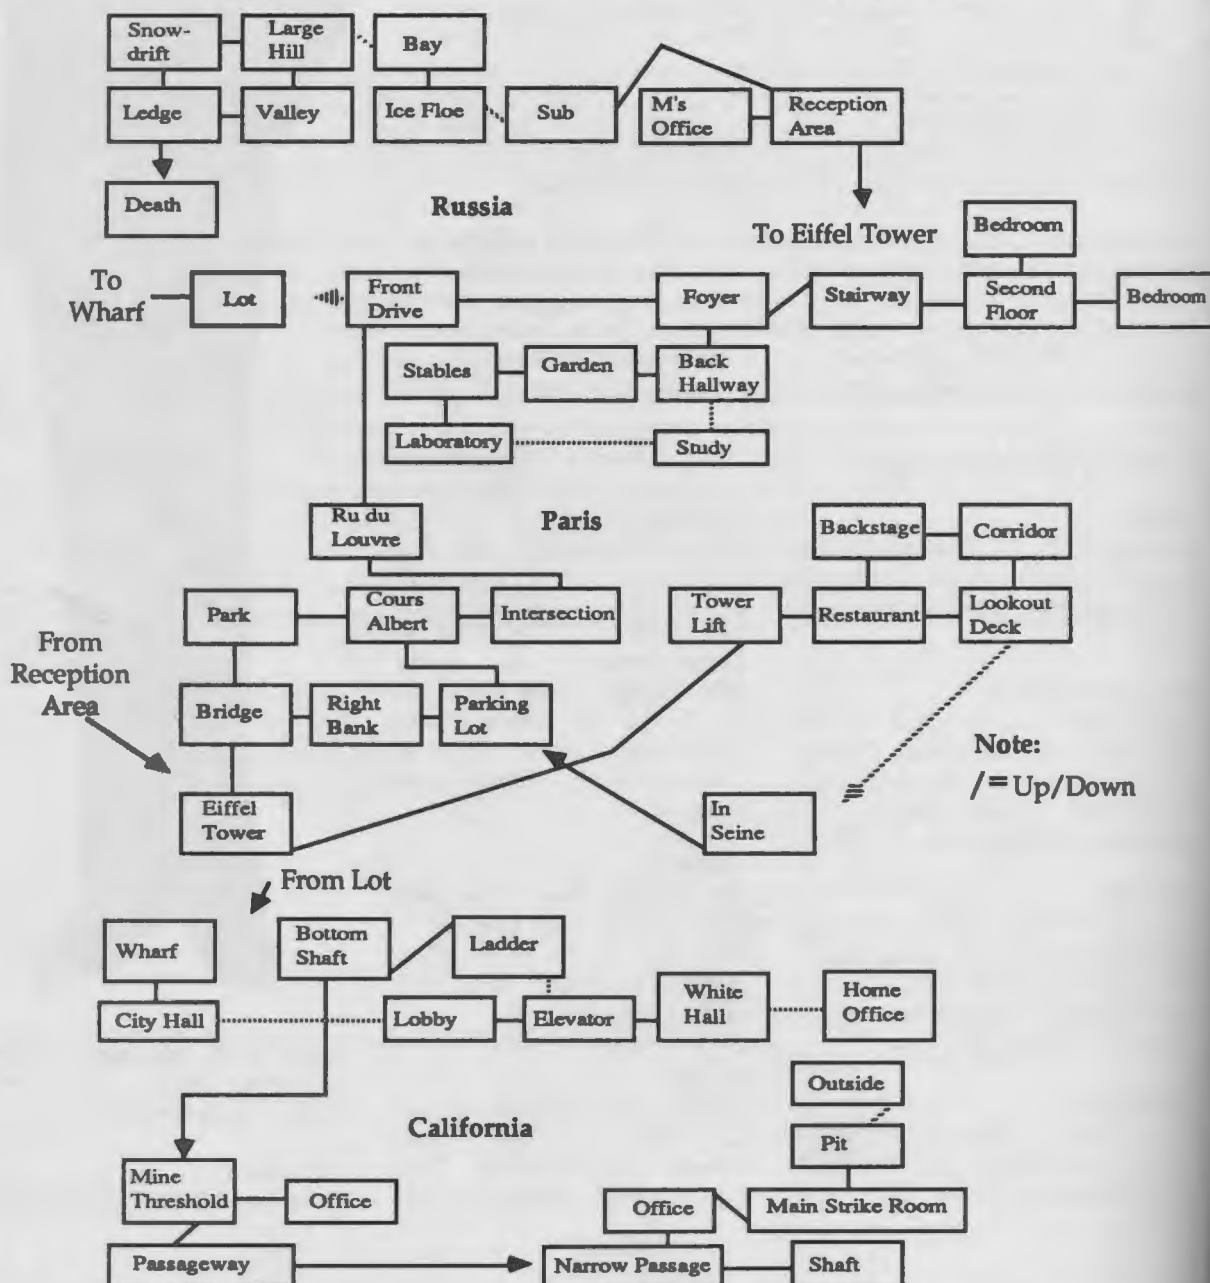 Snow-
drift
Large
Hill
Bay
Ledge
Valley
Ice Floe
Sub
M's
Office
Reception
Area
Death
Russia
To Eiffel Tower
Bedroom
To
Wharf
Lot
Front
Drive
Foyer
Stairway
Second
Floor
Bedroom
Stables
Garden
Back
Hallway
Laboratory
Study
Ru du
Louvre
Paris
Backstage
Corridor
Park
Cours
Albert
Intersection
Tower
Lift
Restaurant
Lookout
Deck
From
Reception
Area
Bridge
Right
Bank
Parking
Lot
Note:
/=Up/Down
Eiffel
Tower
In
Seine
From Lot
Wharf
Bottom
Shaft
Ladder
City Hall
Lobby
Elevator
White
Hall
Home
Office
Outside
California
Pit
Mine
Threshold
Office
Office
Main Strike Room
Passageway
Narrow Passage
Shaft